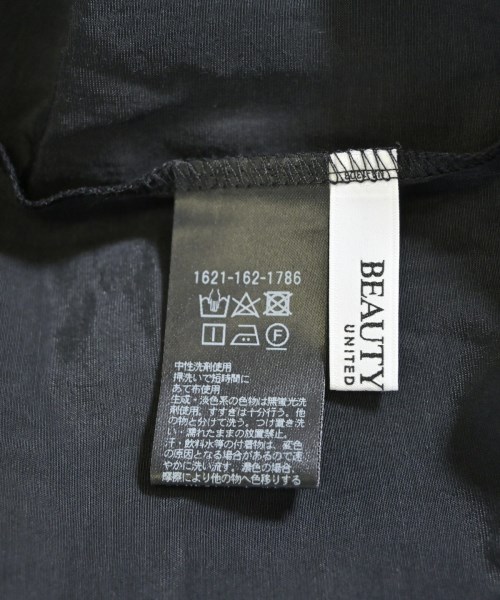 1621-162-1786
中性洗剤使用
押洗いで短時間に
あて布使用
生成・淡色系の色物は無蛍光洗
剤使用。すすぎは十分行う。他
の物と分けて洗う。つけ置き洗
い・濡れたままの放置禁止。
汗・飲料水等の付着物は、変色
の原因となる場合があるので速
やかに洗い流す。濃色の場合、
摩擦により他の物へ色移りする
F
BEAUTY
UNITED